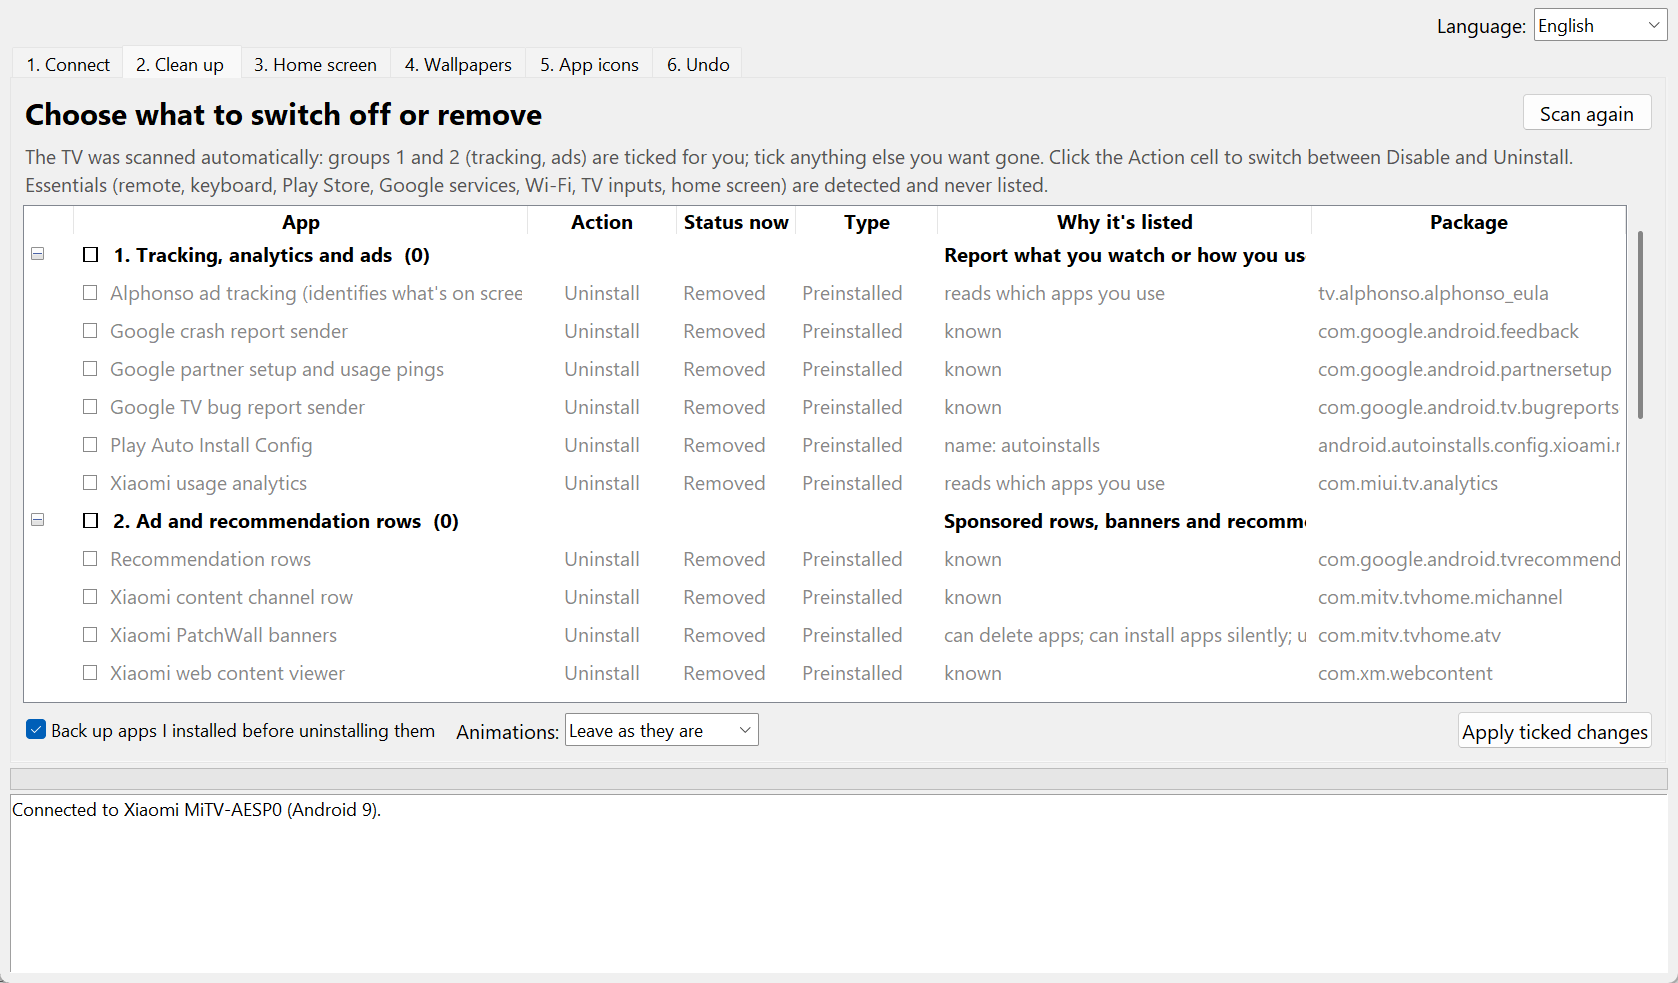 Language: English
1. Connect 2. Clean up 3. Home screen 4. Wallpapers 5. App icons 6. Undo
Choose what to switch off or remove
Scan again
The TV was scanned automatically: groups 1 and 2 (tracking, ads) are ticked for you; tick anything else you want gone. Click the Action cell to switch between Disable and Uninstall.
Essentials (remote, keyboard, Play Store, Google services, Wi-Fi, TV inputs, home screen) are detected and never listed.
App Action Status now Type Why it's listed Package
1. Tracking, analytics and ads (0) Report what you watch or how you us
Alphonso ad tracking (identifies what's on scree Uninstall Removed Preinstalled reads which apps you use tv.alphonso.alphonso_eula
Google crash report sender Uninstall Removed Preinstalled known com.google.android.feedback
Google partner setup and usage pings Uninstall Removed Preinstalled known com.google.android.partnersetup
Google TV bug report sender Uninstall Removed Preinstalled known com.google.android.tv.bugreports
Play Auto Install Config Uninstall Removed Preinstalled name: autoinstalls android.autoinstalls.config.xioami.r
Xiaomi usage analytics Uninstall Removed Preinstalled reads which apps you use com.miui.tv.analytics
2. Ad and recommendation rows (0) Sponsored rows, banners and recomm
Recommendation rows Uninstall Removed Preinstalled known com.google.android.tvrecommend
Xiaomi content channel row Uninstall Removed Preinstalled known com.mitv.tvhome.michannel
Xiaomi PatchWall banners Uninstall Removed Preinstalled can delete apps; can install apps silently; u com.mitv.tvhome.atv
Xiaomi web content viewer Uninstall Removed Preinstalled known com.xm.webcontent
Back up apps I installed before uninstalling them Animations: Leave as they are Apply ticked changes
Connected to Xiaomi MiTV-AESP0 (Android 9).